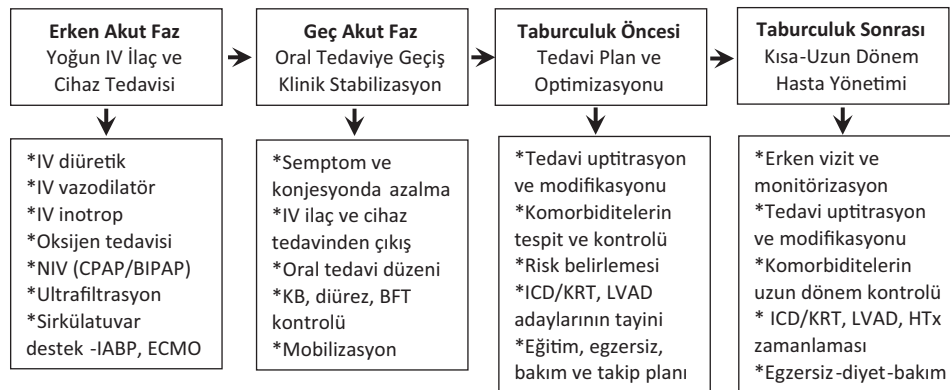 Erken Akut Faz
Yoğun IV İlaç ve
Cihaz Tedavisi
Geç Akut Faz
Oral Tedaviye Geçiş
Klinik Stabilizasyon
Taburculuk Öncesi
Tedavi Plan ve
Optimizasyonu
Taburculuk Sonrası
Kısa-Uzun Dönem
Hasta Yönetimi
*IV diüretik
*IV vazodilatör
*IV inotrop
*Oksijen tedavisi
*NIV (CPAP/BIPAP)
*Ultrafiltrasyon
*Sirkülatuvar
destek -IABP, ECMO
*Semptom ve
konjesyonda azalma
*IV ilaç ve cihaz
tedavinden çıkış
*Oral tedavi düzeni
*KB, diürez, BFT
kontrolü
*Mobilizasyon
*Tedavi uptitrasyon
ve modifikasyonu
*Komorbiditelerin
tespit ve kontrolü
*Risk belirlemesi
*ICD/KRT, LVAD
adaylarının tayini
*Eğitim, egzersiz,
bakım ve takip planı
*Erken vizit ve
monitörizasyon
*Tedavi uptitrasyon
ve modifikasyonu
*Komorbiditelerin
uzun dönem kontrolü
* ICD/KRT, LVAD, HTx
zamanlaması
*Egzersiz-diyet-bakım